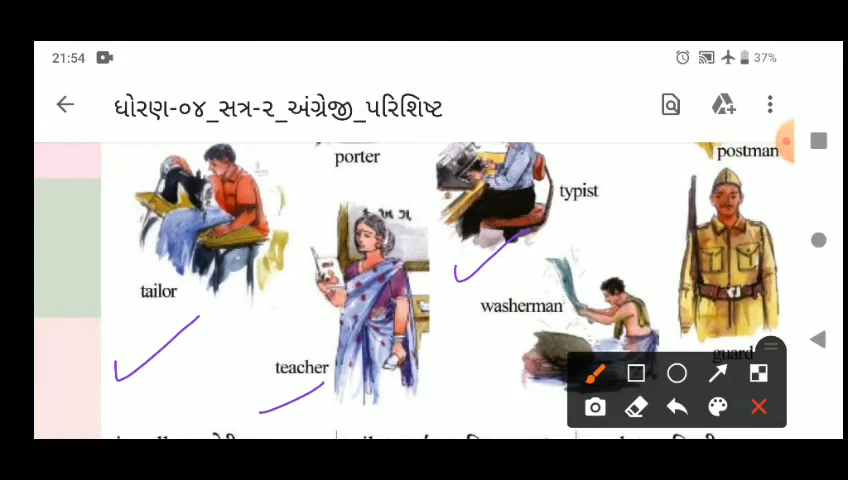 21:54
37%
ધોરણ-૦૪_સત્ર-૨_અંગ્રેજી_પરિશિષ્ટ
porter
postman
typist
tailor
washerman
guard
teacher